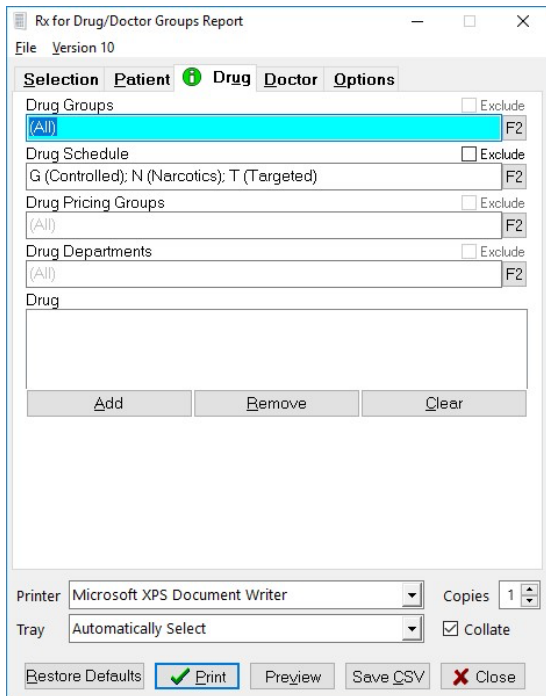 Rx for Drug/Doctor Groups Report
File Version 10
Selection Patient Drug Doctor Options
Drug Groups Exclude
(All) F2
Drug Schedule Exclude
G (Controlled); N (Narcotics); T (Targeted) F2
Drug Pricing Groups Exclude
(All) F2
Drug Departments Exclude
(All) F2
Drug
Add Remove Clear
Printer Microsoft XPS Document Writer Copies 1
Tray Automatically Select Collate
Restore Defaults Print Preview Save CSV Close